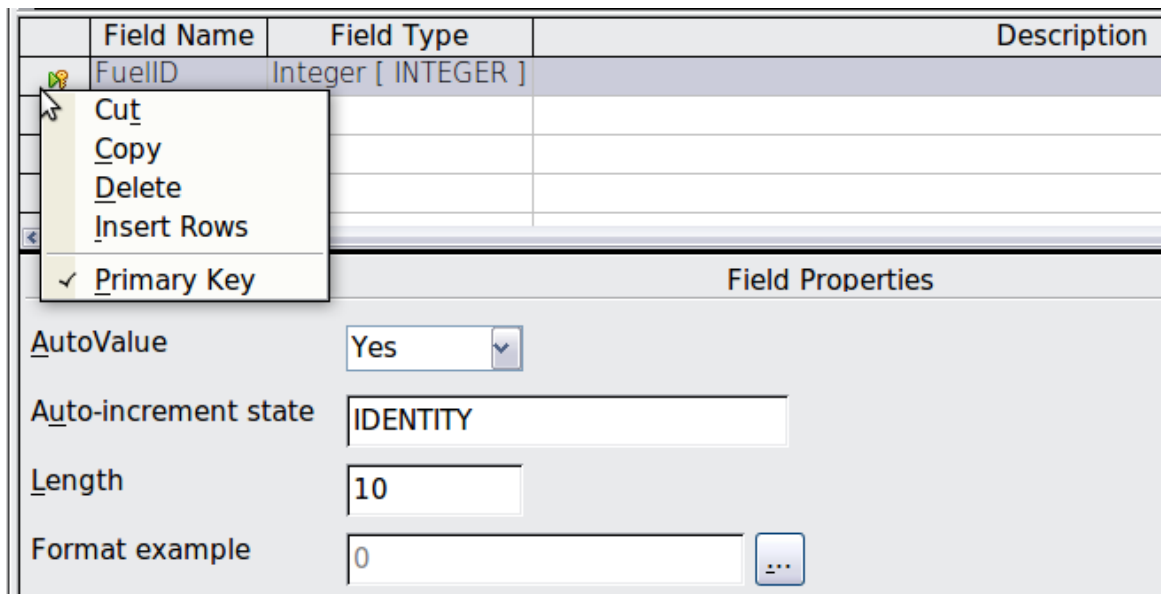 Field Name Field Type Description
FuelID Integer [ INTEGER ]
Cut
Copy
Delete
Insert Rows
Primary Key
Field Properties
AutoValue Yes
Auto-increment state IDENTITY
Length 10
Format example 0 ...